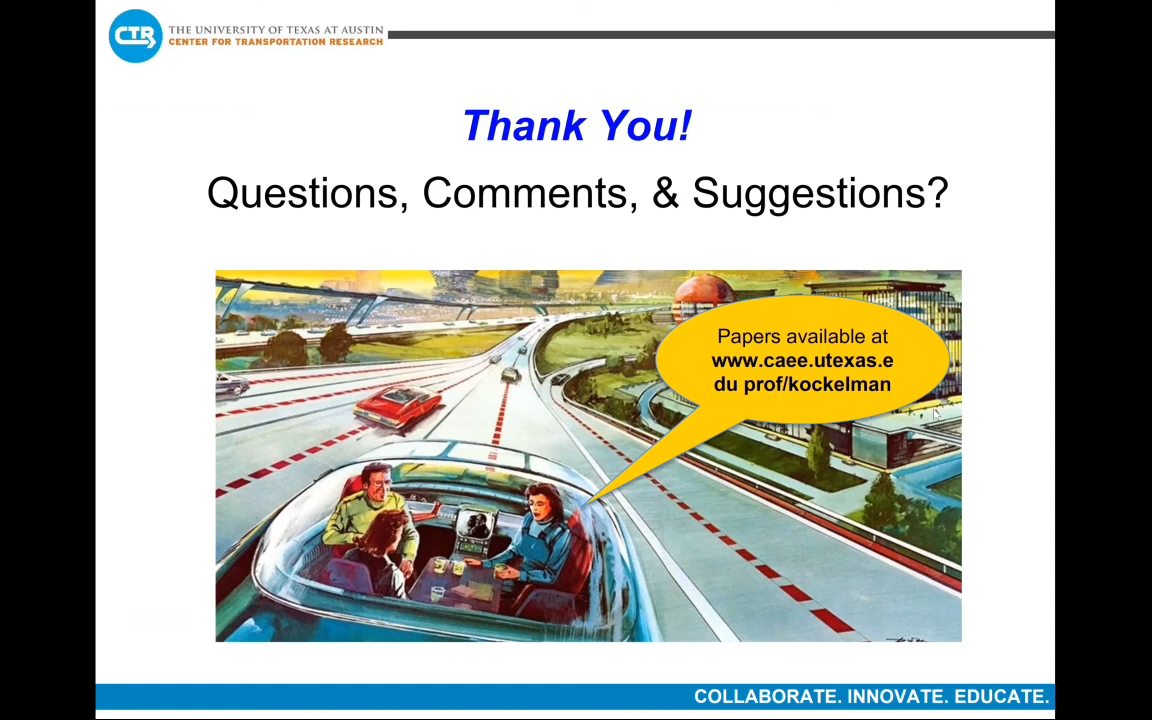 CTR
THE UNIVERSITY OF TEXAS AT AUSTIN
CENTER FOR TRANSPORTATION RESEARCH
Thank You!
Questions, Comments, & Suggestions?
Papers available at
www.caee.utexas.e
du prof/kockelman
COLLABORATE. INNOVATE. EDUCATE.